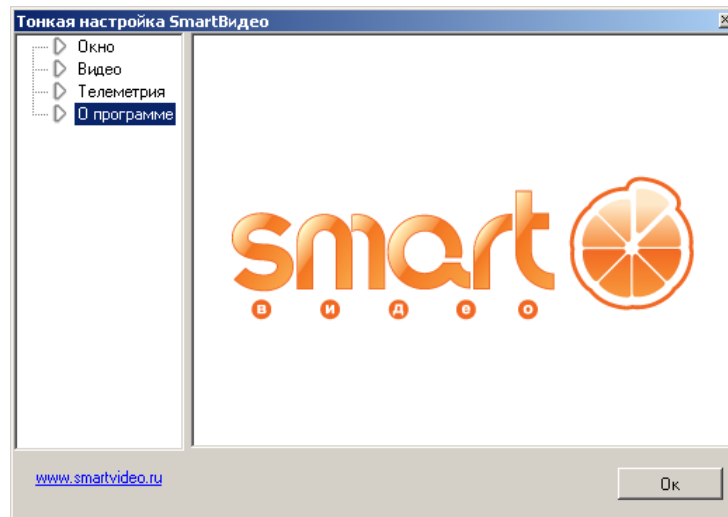 Тонкая настройка SmartВидео
Окно
Видео
Телеметрия
О программе
smart
видео
www.smartvideo.ru
Ок